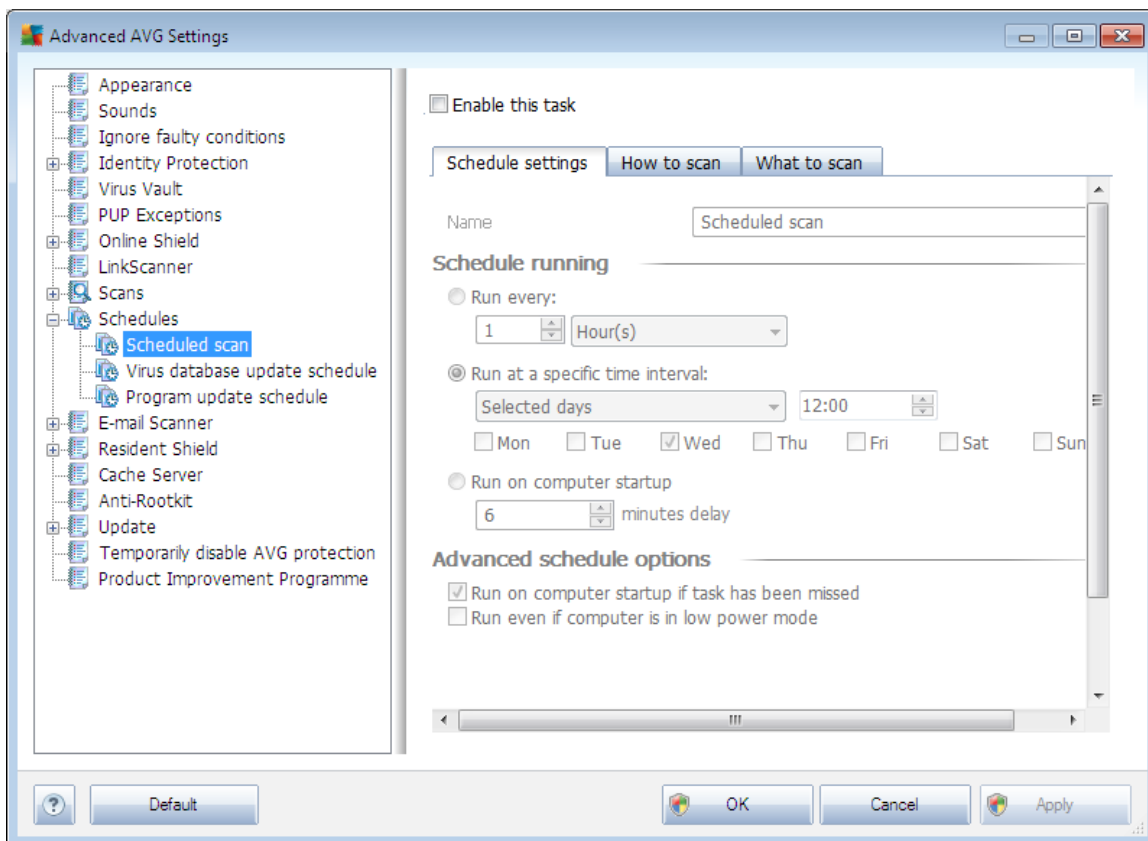 Advanced AVG Settings
Appearance
Sounds
Ignore faulty conditions
Identity Protection
Virus Vault
PUP Exceptions
Online Shield
LinkScanner
Scans
Schedules
Scheduled scan
Virus database update schedule
Program update schedule
E-mail Scanner
Resident Shield
Cache Server
Anti-Rootkit
Update
Temporarily disable AVG protection
Product Improvement Programme
Enable this task
Schedule settings How to scan What to scan
Name Scheduled scan
Schedule running
Run every:
1 Hour(s)
Run at a specific time interval:
Selected days 12:00
Mon Tue Wed Thu Fri Sat Sun
Run on computer startup
6 minutes delay
Advanced schedule options
Run on computer startup if task has been missed
Run even if computer is in low power mode
? Default OK Cancel Apply